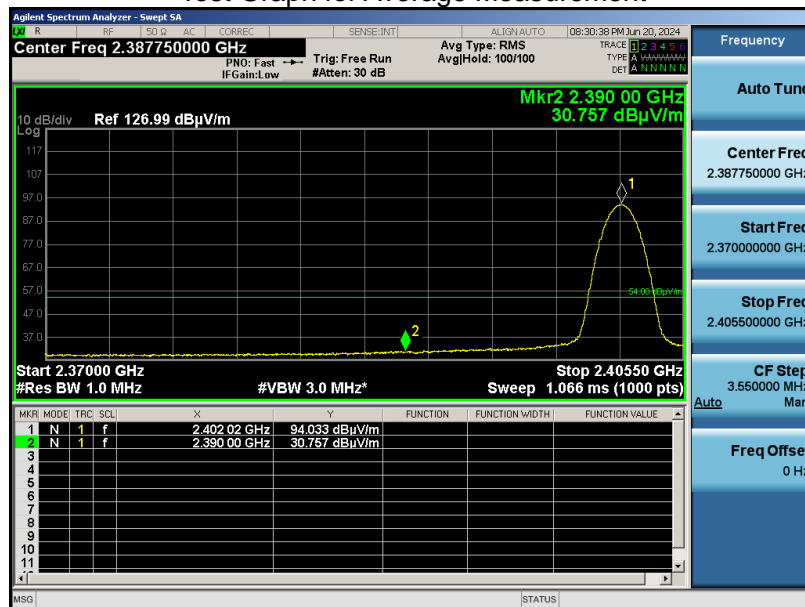 Test Graph for Average Measurement
Agilent Spectrum Analyzer - Swept SA
LXI R RF 50 Ω AC CORREC SENSE:INT ALIGN AUTO 08:30:38 PM Jun 20, 2024
Center Freq 2.387750000 GHz
PNO: Fast
IFGain:Low
Trig: Free Run
#Atten: 30 dB
Avg Type: RMS
Avg|Hold: 100/100
TRACE 1 2 3 4 5 6
TYPE A WWWWW
DET A N N N N N
Mkr2 2.390 00 GHz
30.757 dBµV/m
10 dB/div Ref 126.99 dBµV/m
Log
117
107
97.0
87.0
77.0
67.0
57.0
47.0
37.0
1
54.00 dBµV/m
2
Start 2.37000 GHz Stop 2.40550 GHz
#Res BW 1.0 MHz #VBW 3.0 MHz* Sweep 1.066 ms (1000 pts)
MKR MODE TRC SCL X Y FUNCTION FUNCTION WIDTH FUNCTION VALUE
1 N 1 f 2.402 02 GHz 94.033 dBµV/m
2 N 1 f 2.390 00 GHz 30.757 dBµV/m
3
4
5
6
7
8
9
10
11
MSG STATUS
Frequency
Auto Tune
Center Freq
2.387750000 GHz
Start Freq
2.370000000 GHz
Stop Freq
2.405500000 GHz
CF Step
3.550000 MHz
Auto Man
Freq Offset
0 Hz